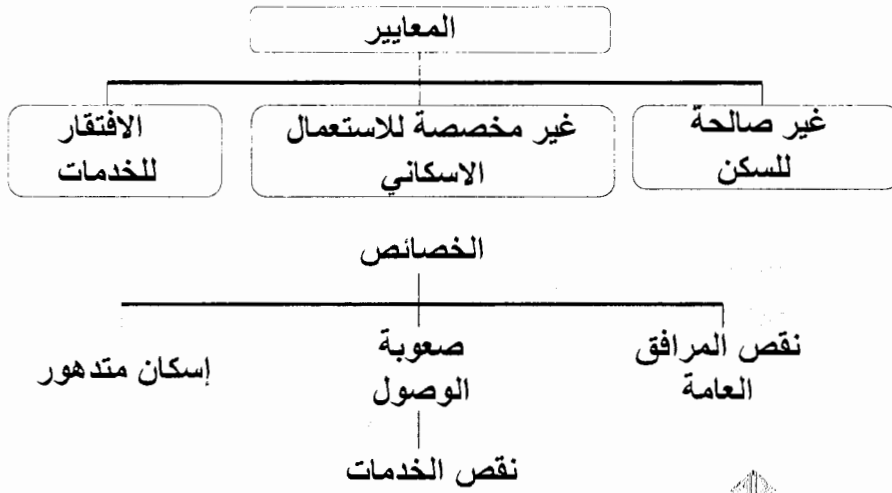 المعايير
غير صالحة
للسكن
غير مخصصة للاستعمال
الاسكاني
الافتقار
للخدمات
الخصائص
نقص المرافق
العامة
صعوبة
الوصول
إسكان متدهور
نقص الخدمات